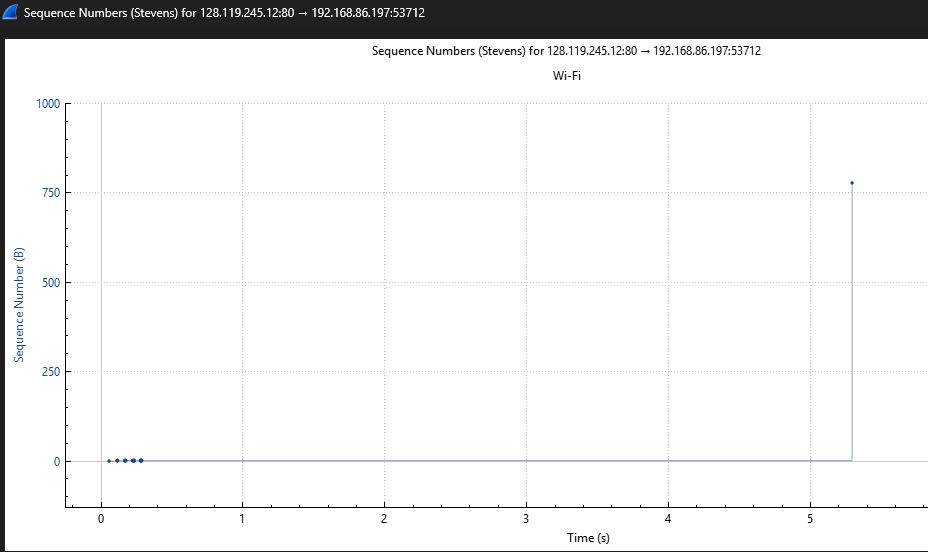 Sequence Numbers (Stevens) for 128.119.245.12:80 → 192.168.86.197:53712
Sequence Numbers (Stevens) for 128.119.245.12:80 → 192.168.86.197:53712
Wi-Fi
1000
750
500
250
0
Sequence Number (B)
0 1 2 3 4 5
Time (s)